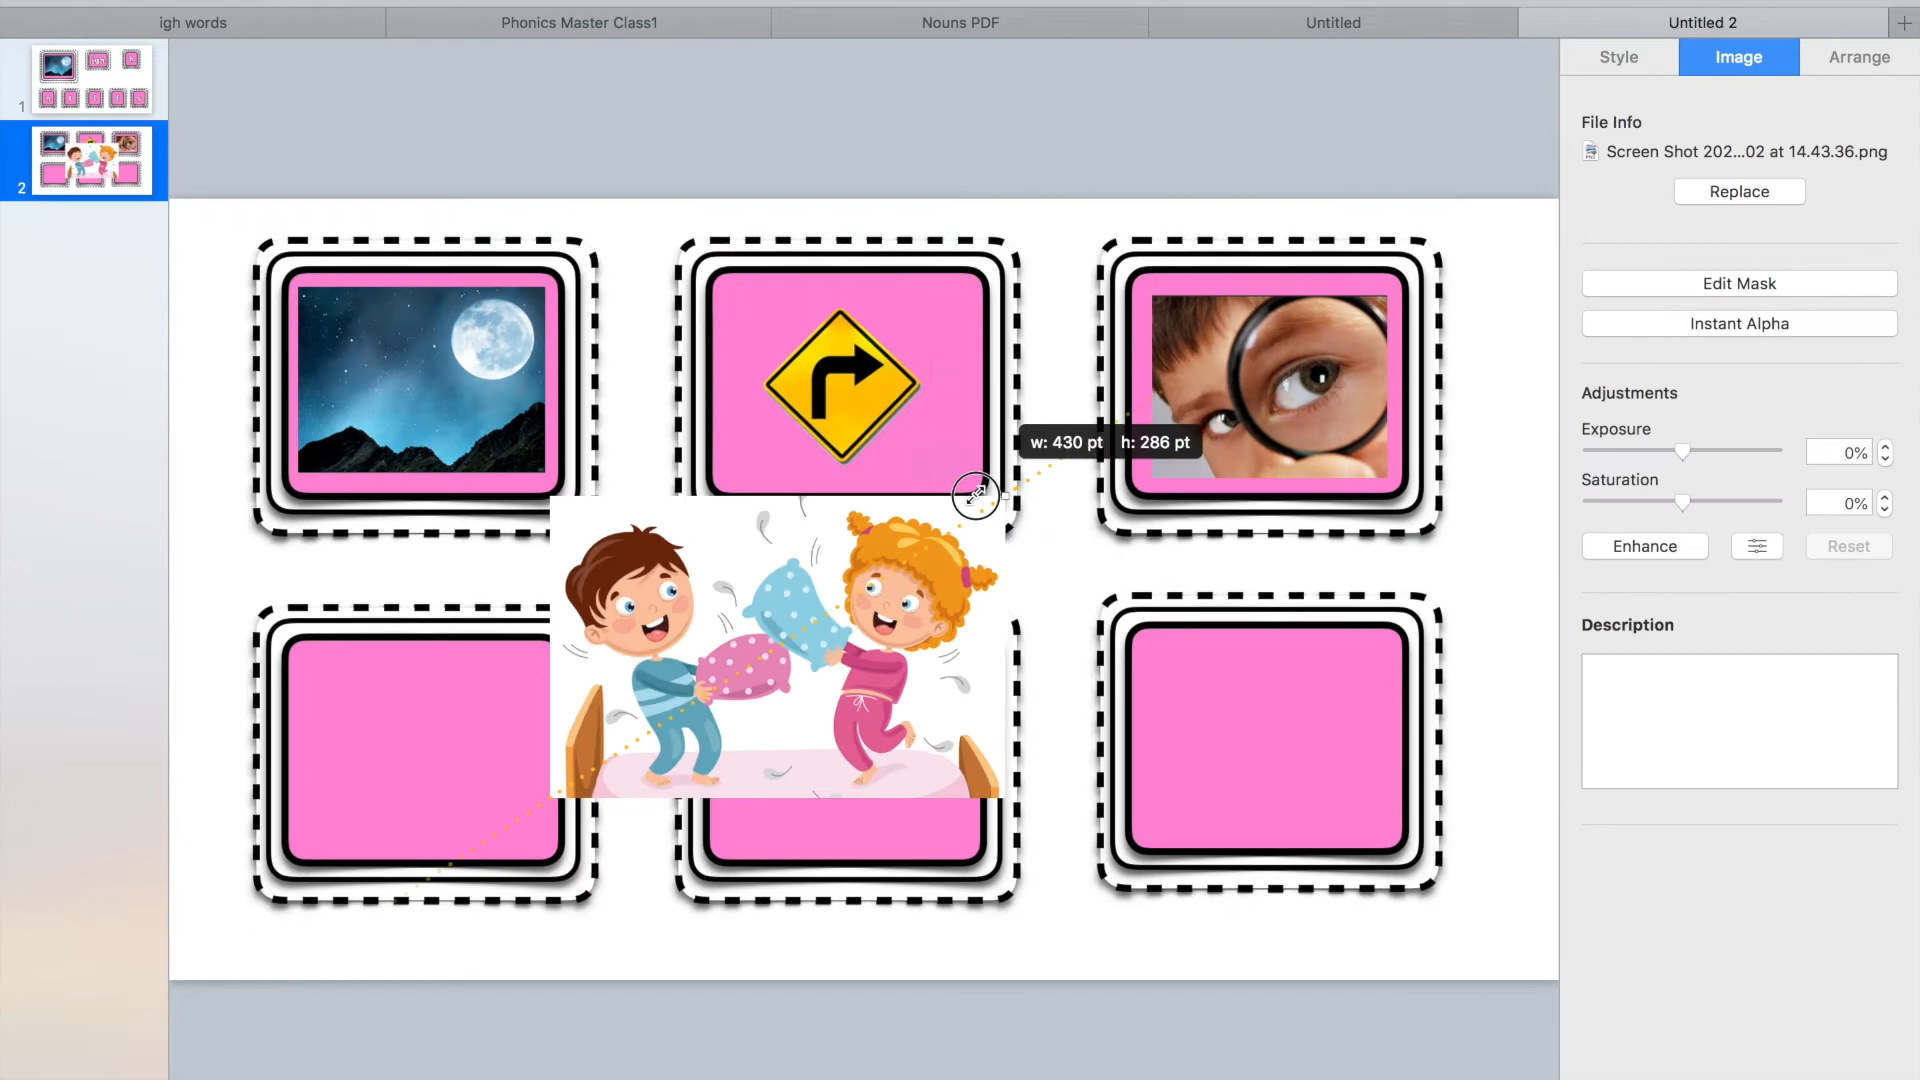 igh words
Phonics Master Class1
Nouns PDF
Untitled
Untitled 2
+
Style
Image
Arrange
1
igh
2
File Info
Screen Shot 202...02 at 14.43.36.png
Replace
Edit Mask
Instant Alpha
Adjustments
Exposure
0%
Saturation
0%
Enhance
Reset
Description
w: 430 pt h: 286 pt